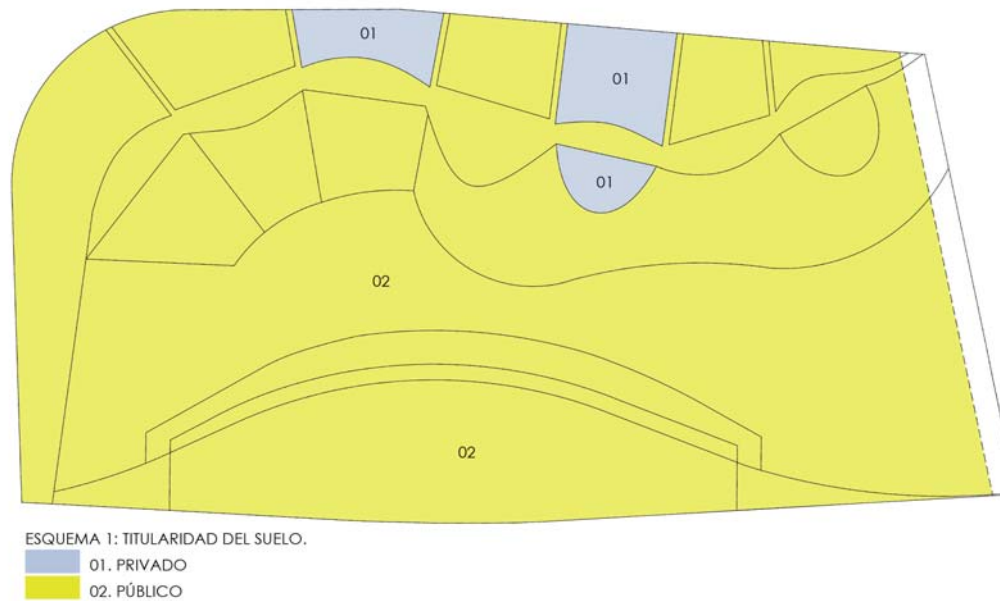 01
01
01
02
02
ESQUEMA 1: TITULARIDAD DEL SUELO.
01. PRIVADO
02. PÚBLICO